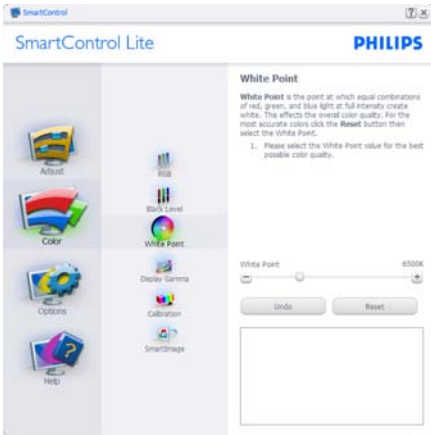 SmartControl
SmartControl Lite
PHILIPS
Adjust
Color
Options
Help
RGB
Black Level
White Point
Display Gamma
Calibration
SmartImage
White Point
White Point is the point at which equal combinations
of red, green, and blue light at full intensity create
white. This effects the overall color quality. For the
most accurate colors click the Reset button then
select the White Point.
1. Please select the White Point value for the best
possible color quality.
White Point 6500K
Undo Reset